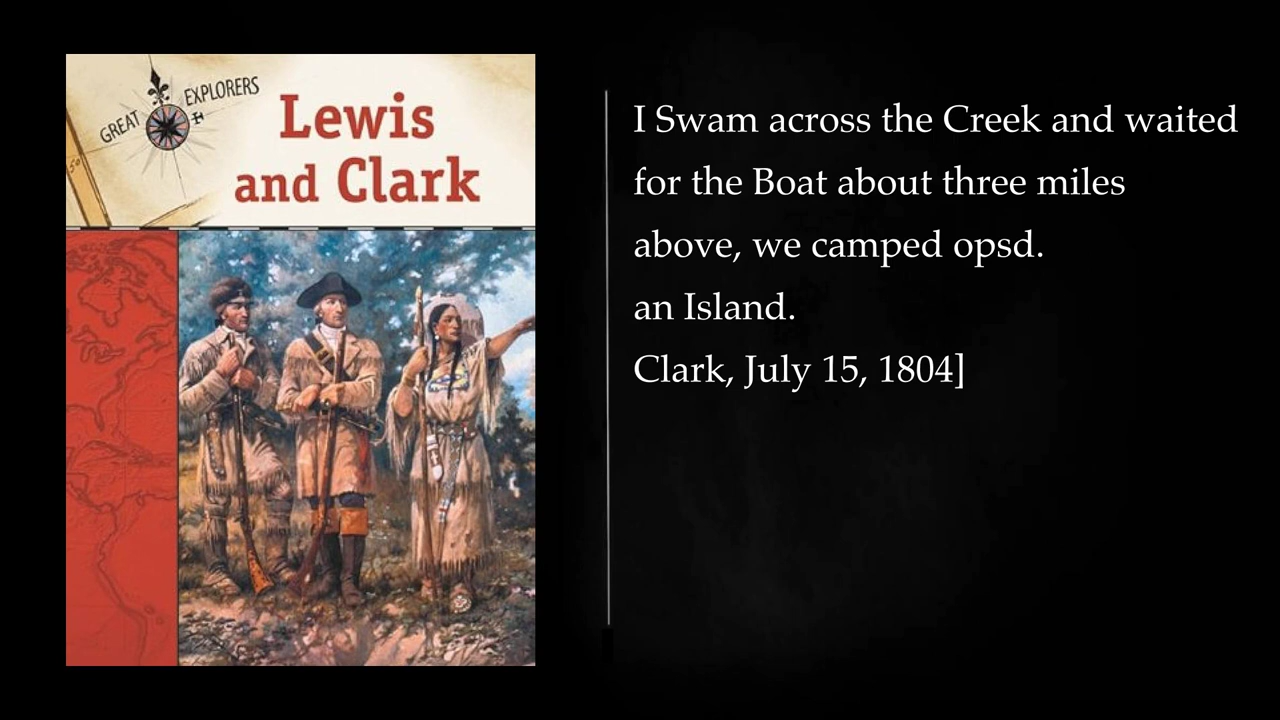 GREAT EXPLORERS
Lewis
and Clark
50
I Swam across the Creek and waited
for the Boat about three miles
above, we camped opsd.
an Island.
Clark, July 15, 1804]